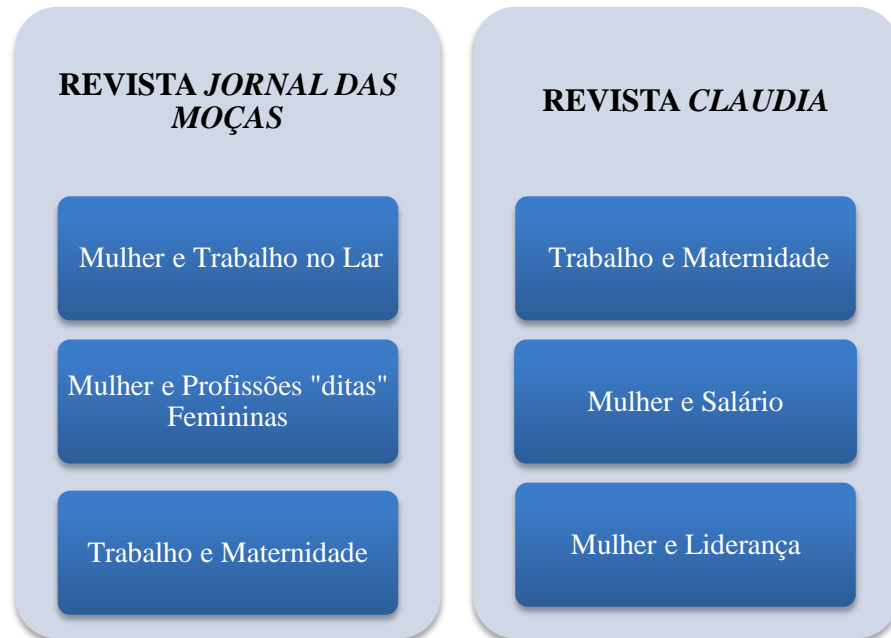 REVISTA JORNAL DAS
MOÇAS
Mulher e Trabalho no Lar
Mulher e Profissões "ditas"
Femininas
Trabalho e Maternidade
REVISTA CLAUDIA
Trabalho e Maternidade
Mulher e Salário
Mulher e Liderança